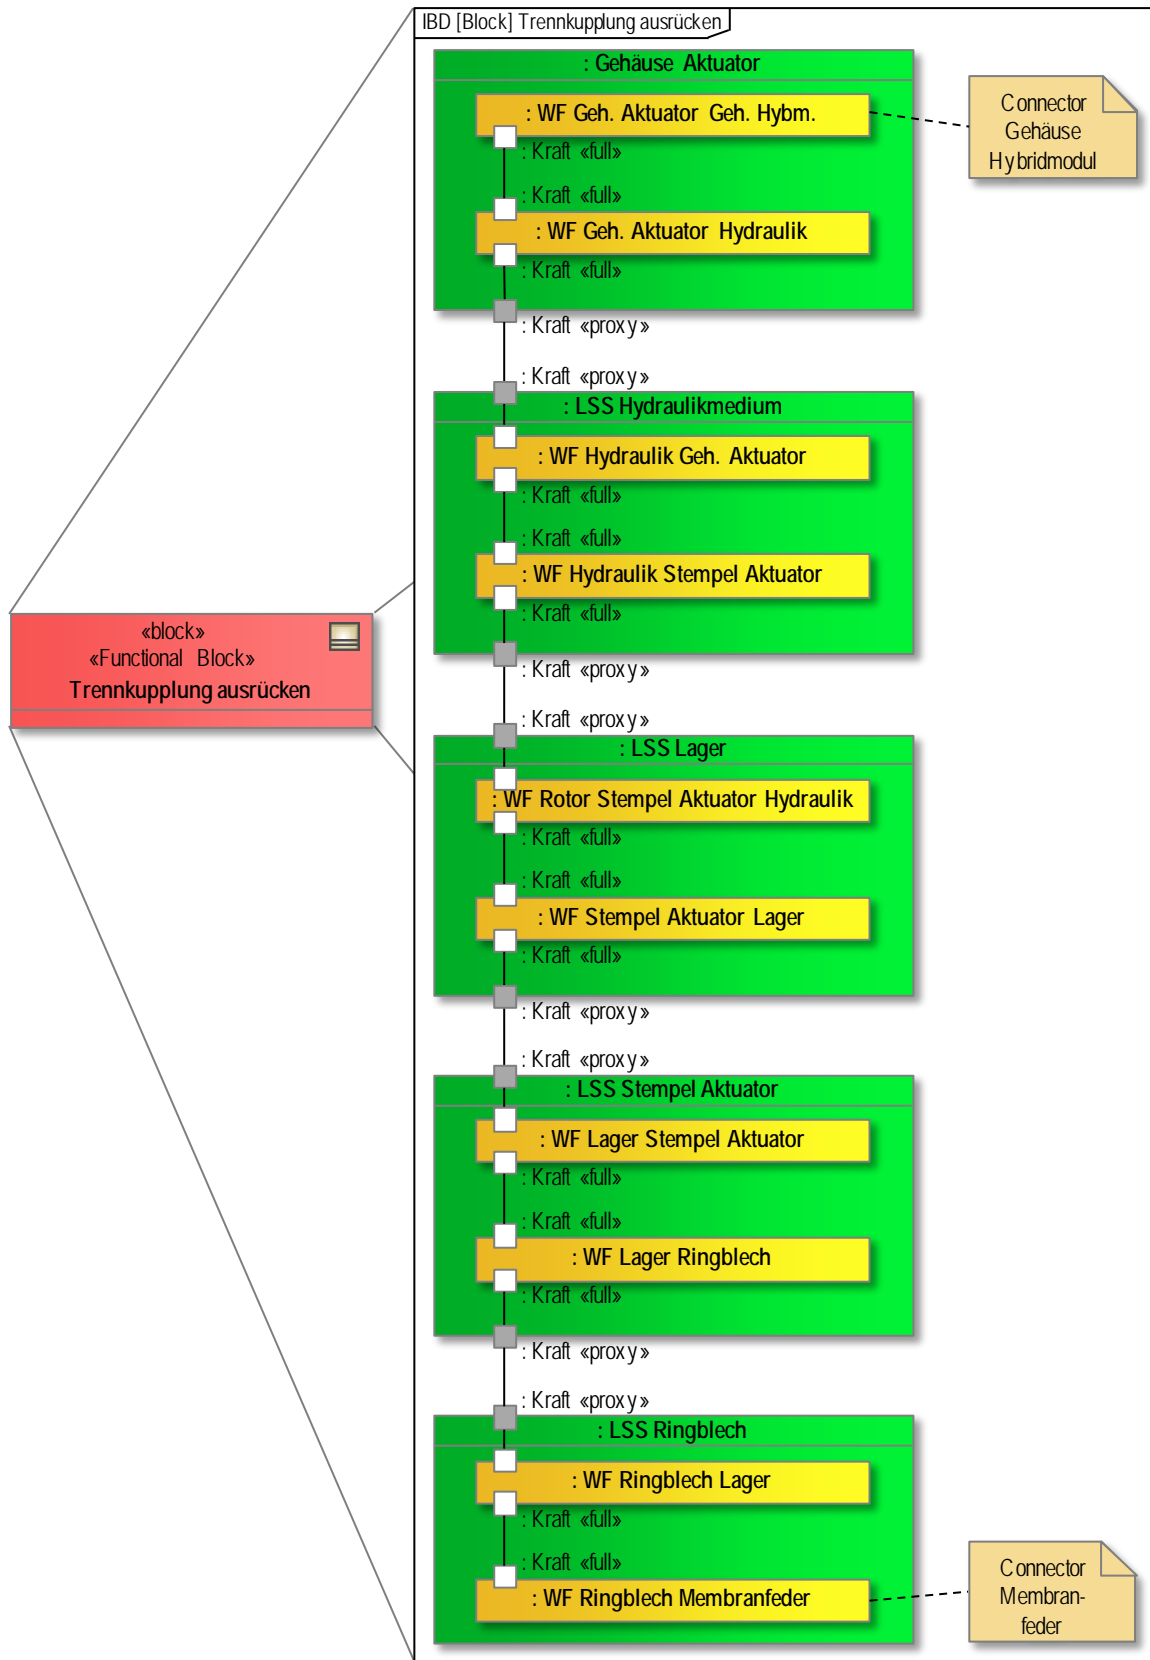 IBD [Block] Trennkupplung ausrücken
: Gehäuse Aktuator
: WF Geh. Aktuator Geh. Hybm.
Connector
Gehäuse
Hybridmodul
: Kraft «full»
: Kraft «full»
: WF Geh. Aktuator Hydraulik
: Kraft «full»
: Kraft «proxy»
: Kraft «proxy»
: LSS Hydraulikmedium
: WF Hydraulik Geh. Aktuator
: Kraft «full»
: Kraft «full»
: WF Hydraulik Stempel Aktuator
: Kraft «full»
«block»
«Functional Block»
Trennkupplung ausrücken
: Kraft «proxy»
: Kraft «proxy»
: LSS Lager
: WF Rotor Stempel Aktuator Hydraulik
: Kraft «full»
: Kraft «full»
: WF Stempel Aktuator Lager
: Kraft «full»
: Kraft «proxy»
: Kraft «proxy»
: LSS Stempel Aktuator
: WF Lager Stempel Aktuator
: Kraft «full»
: Kraft «full»
: WF Lager Ringblech
: Kraft «full»
: Kraft «proxy»
: Kraft «proxy»
: LSS Ringblech
: WF Ringblech Lager
: Kraft «full»
: Kraft «full»
: WF Ringblech Membranfeder
Connector
Membran-
feder